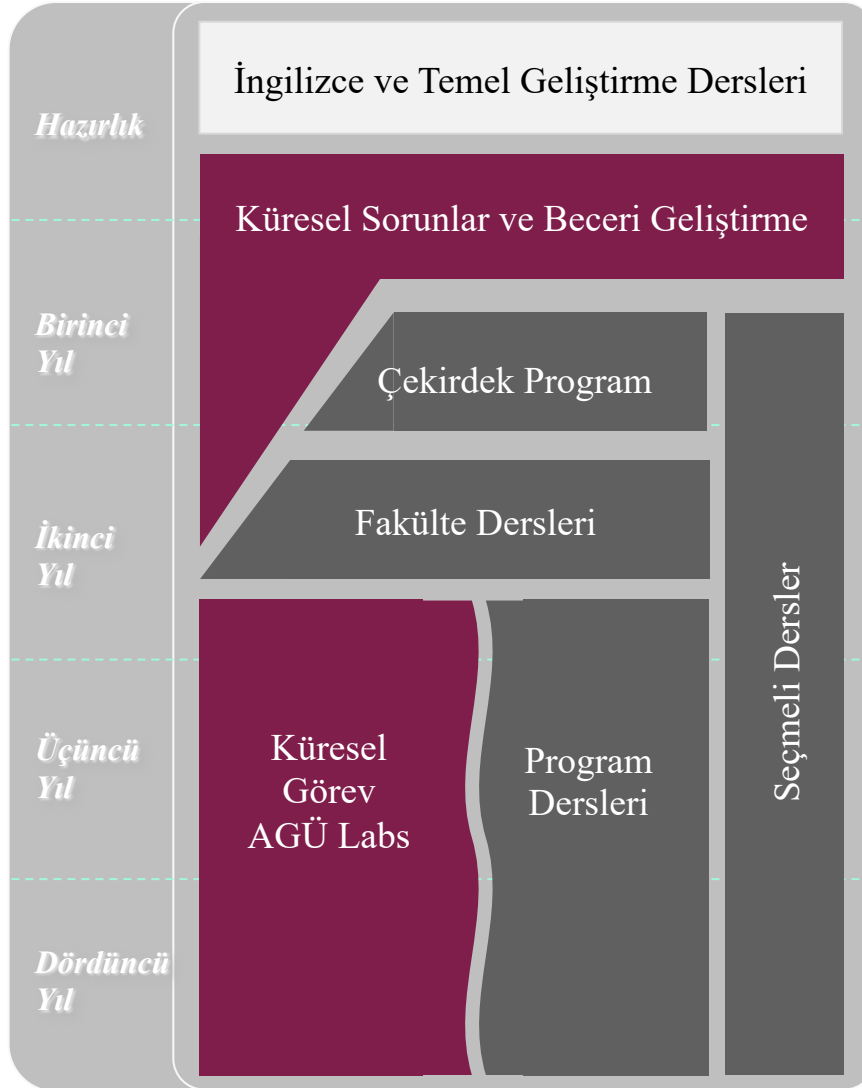 İngilizce ve Temel Geliştirme Dersleri
Hazırlık
Küresel Sorunlar ve Beceri Geliştirme
Birinci
Yıl
Çekirdek Program
İkinci
Yıl
Fakülte Dersleri
Seçmeli Dersler
Üçüncü
Yıl
Küresel
Görev
AGÜ Labs
Program
Dersleri
Dördüncü
Yıl